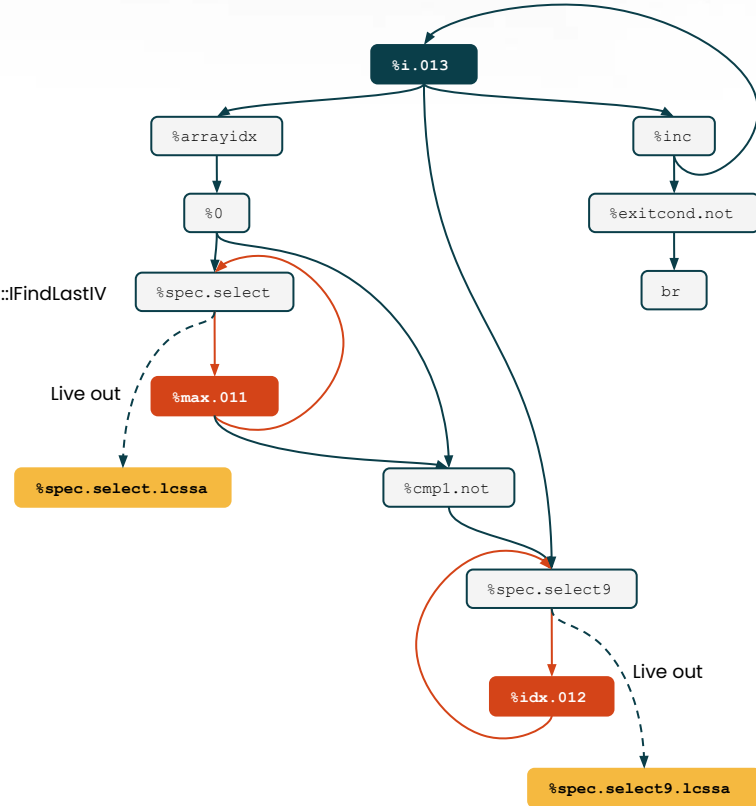 %i.013
%arrayidx
%inc
%0
%exitcond.not
%spec.select
br
::IFindLastIV
Live out
%max.011
%spec.select.lcssa
%cmp1.not
%spec.select9
Live out
%idx.012
%spec.select9.lcssa